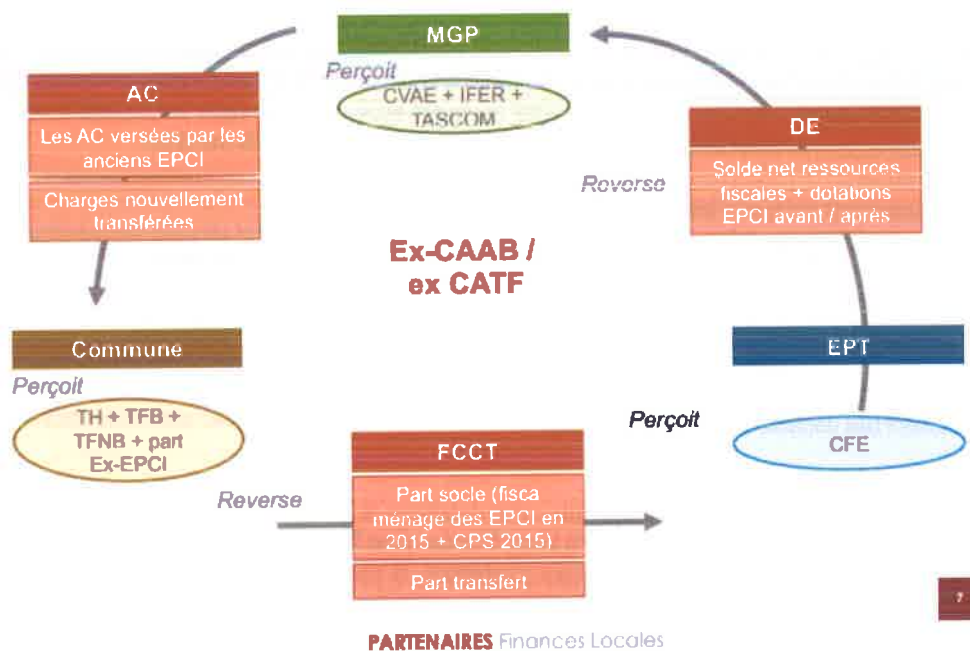 MGP
Perçoit
CVAE + IFER +
TASCOM
AC
Les AC versées par les
anciens EPCI
Charges nouvellement
transférées
DE
Solde net ressources
fiscales + dotations
EPCI avant / après
Reverse
Ex-CAAB /
ex CATF
Commune
Perçoit
TH + TFB +
TFNB + part
Ex-EPCI
EPT
Perçoit
CFE
FCCT
Reverse
Part socle (fisca
ménage des EPCI en
2015 + CPS 2015)
Part transfert
7
PARTENAIRES Finances Locales